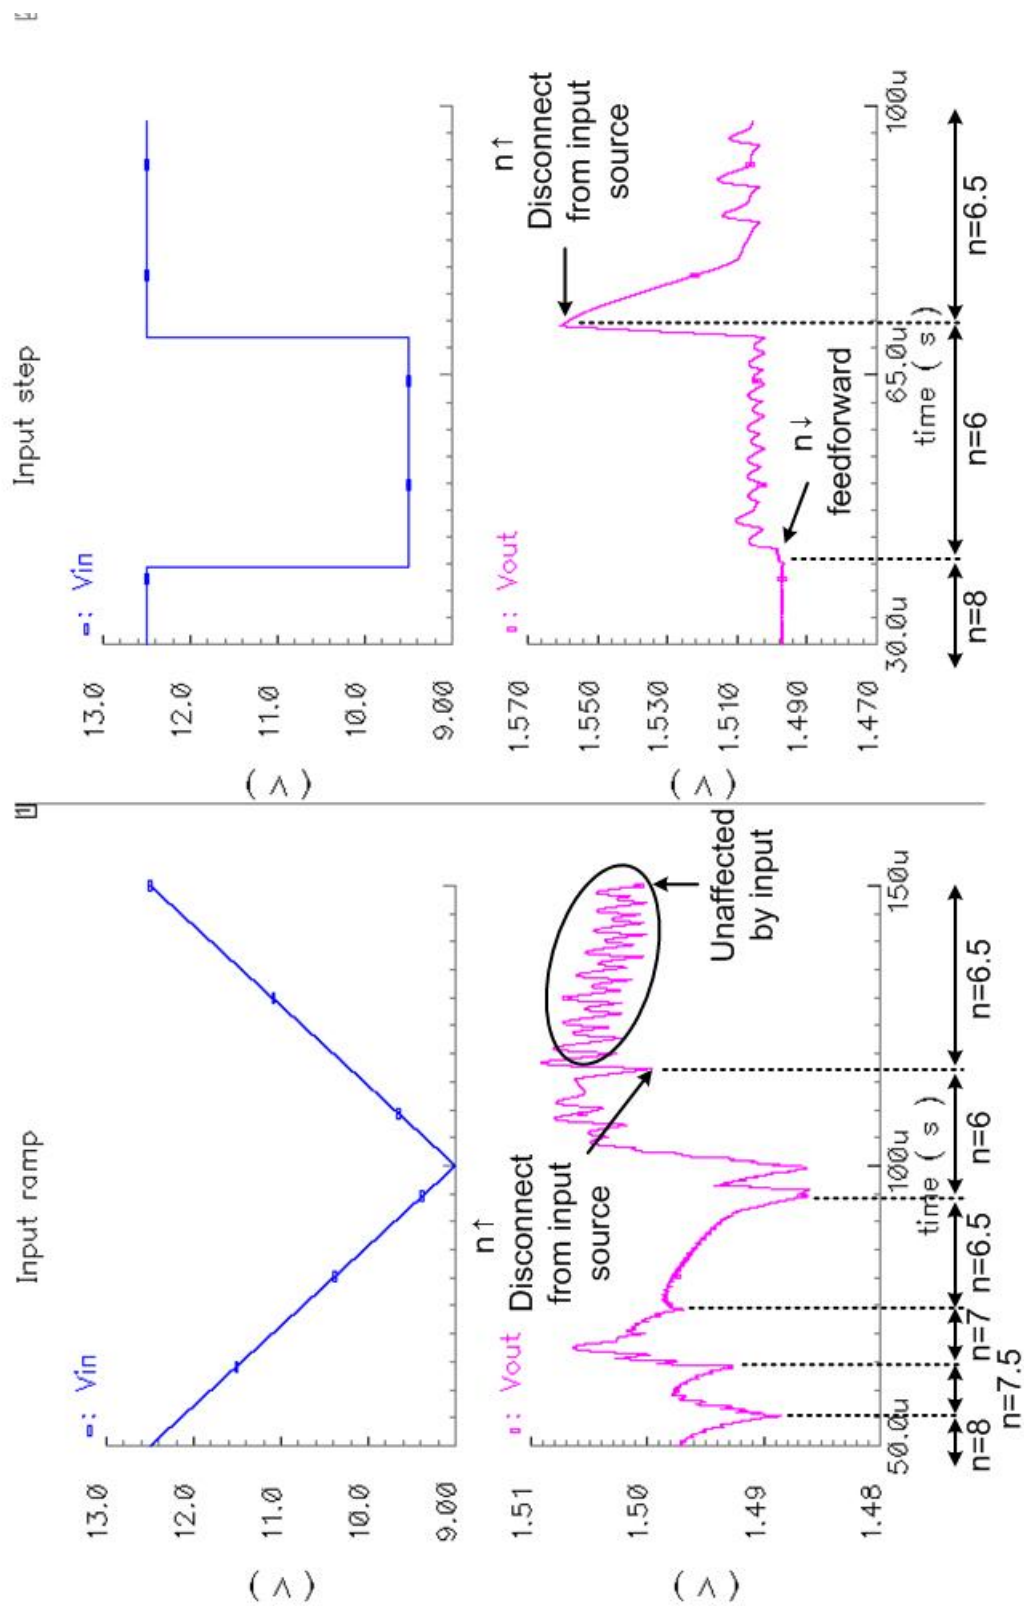 Input ramp
▫: Vin
13.0
12.0
11.0
10.0
9.00
( V )
▫: Vout
1.51
1.50
1.49
1.48
( V )
n↑
Disconnect
from input
source
Unaffected
by input
50.0u
100u
150u
time ( s )
n=8
n=7.5
n=7
n=6.5
n=6
n=6.5
Input step
▫: Vin
13.0
12.0
11.0
10.0
9.00
( V )
▫: Vout
1.570
1.550
1.530
1.510
1.490
1.470
( V )
n↓
feedforward
n↑
Disconnect
from input
source
30.0u
65.0u
100u
time ( s )
n=8
n=6
n=6.5